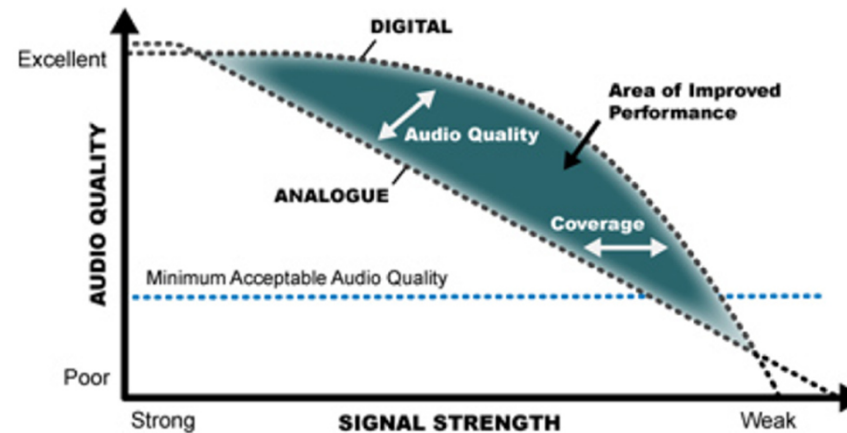 DIGITAL
Excellent
Area of Improved
Performance
Audio Quality
ANALOGUE
Coverage
AUDIO QUALITY
Minimum Acceptable Audio Quality
Poor
Strong
SIGNAL STRENGTH
Weak